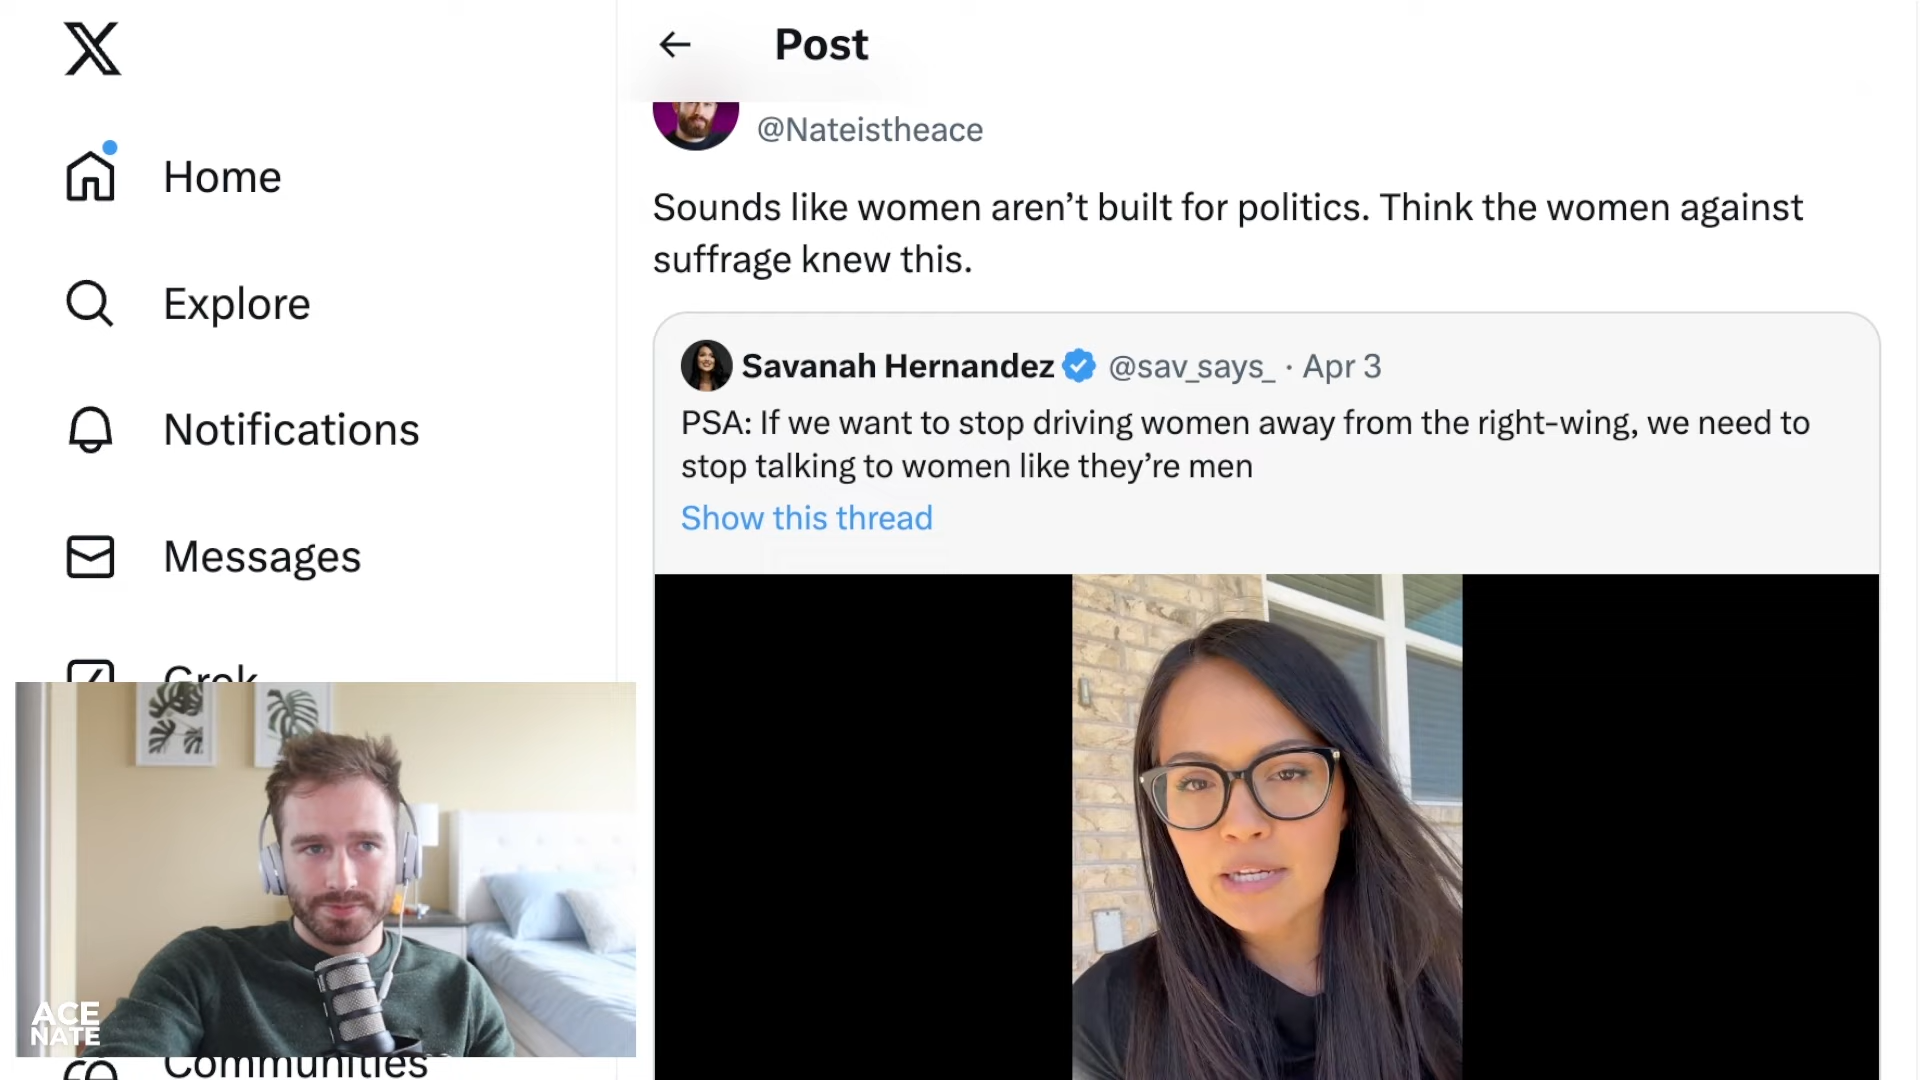 Post
@Nateistheace
Home
Sounds like women aren’t built for politics. Think the women against
suffrage knew this.
Explore
Savanah Hernandez @sav_says_ · Apr 3
PSA: If we want to stop driving women away from the right-wing, we need to
stop talking to women like they’re men
Show this thread
Notifications
Messages
Grok
ACE
NATE
Communities